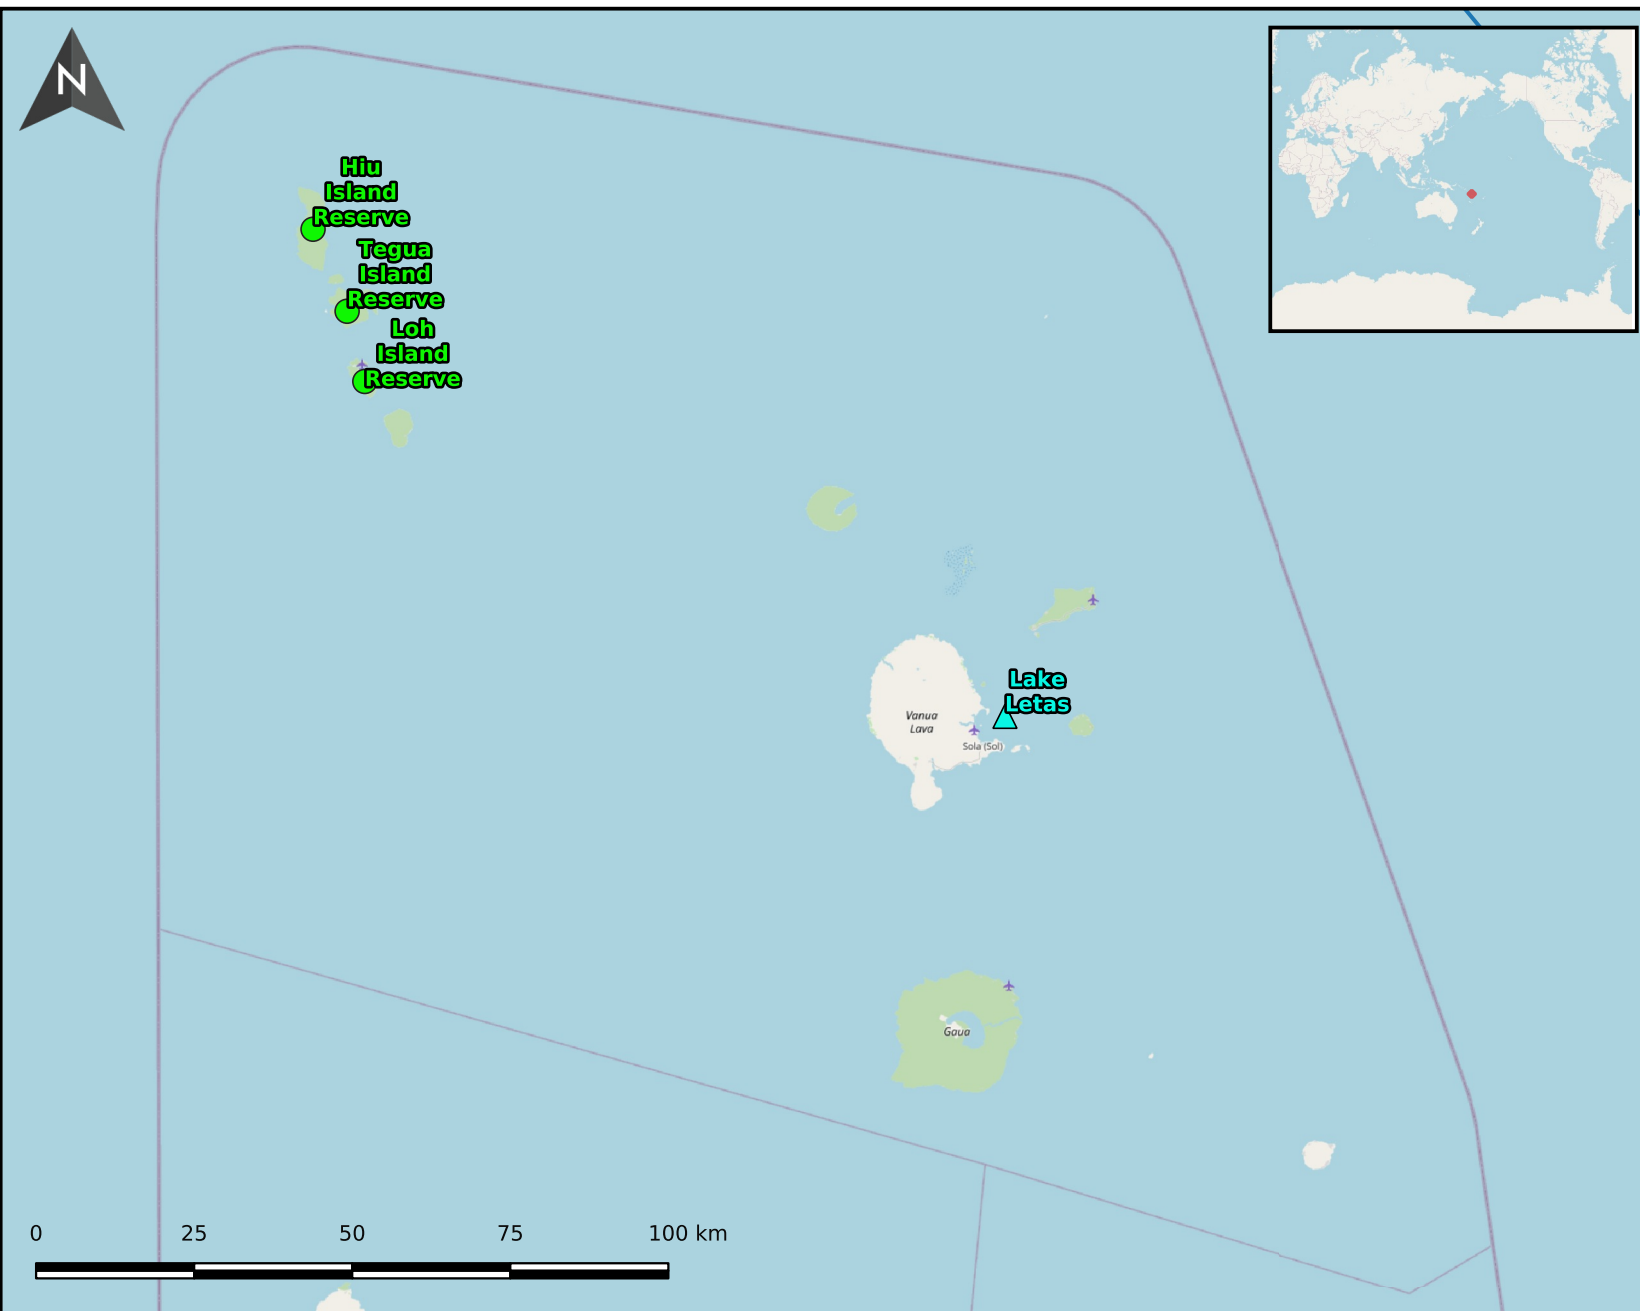 N
Hiu
Island
Reserve
Tegua
Island
Reserve
Loh
Island
Reserve
Lake
Letas
Vanua
Lava
Sola (Sol)
Gaua
0 25 50 75 100 km